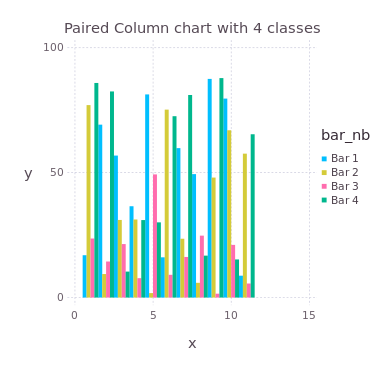 Paired Column chart with 4 classes
100
50
0
y
0 5 10 15
x
bar_nb
Bar 1
Bar 2
Bar 3
Bar 4